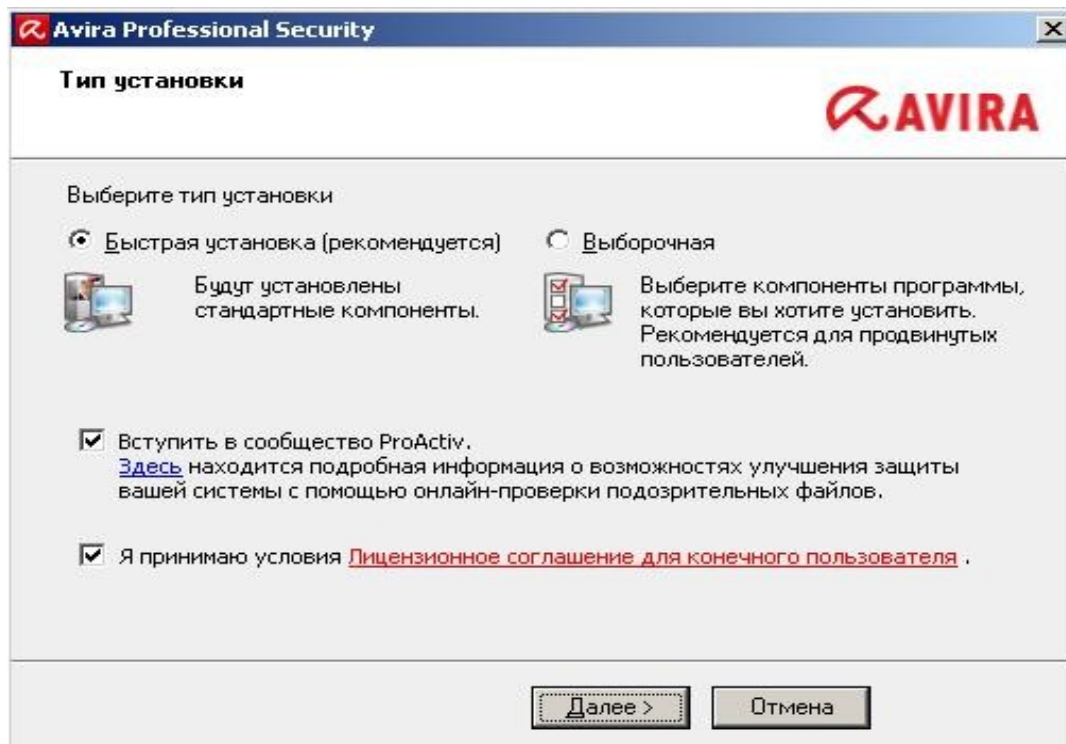 Avira Professional Security
Тип установки
AVIRA
Выберите тип установки
Быстрая установка (рекомендуется)
Выборочная
Будут установлены
стандартные компоненты.
Выберите компоненты программы,
которые вы хотите установить.
Рекомендуется для продвинутых
пользователей.
Вступить в сообщество ProActiv.
Здесь находится подробная информация о возможностях улучшения защиты
вашей системы с помощью онлайн-проверки подозрительных файлов.
Я принимаю условия Лицензионное соглашение для конечного пользователя .
Далее >
Отмена